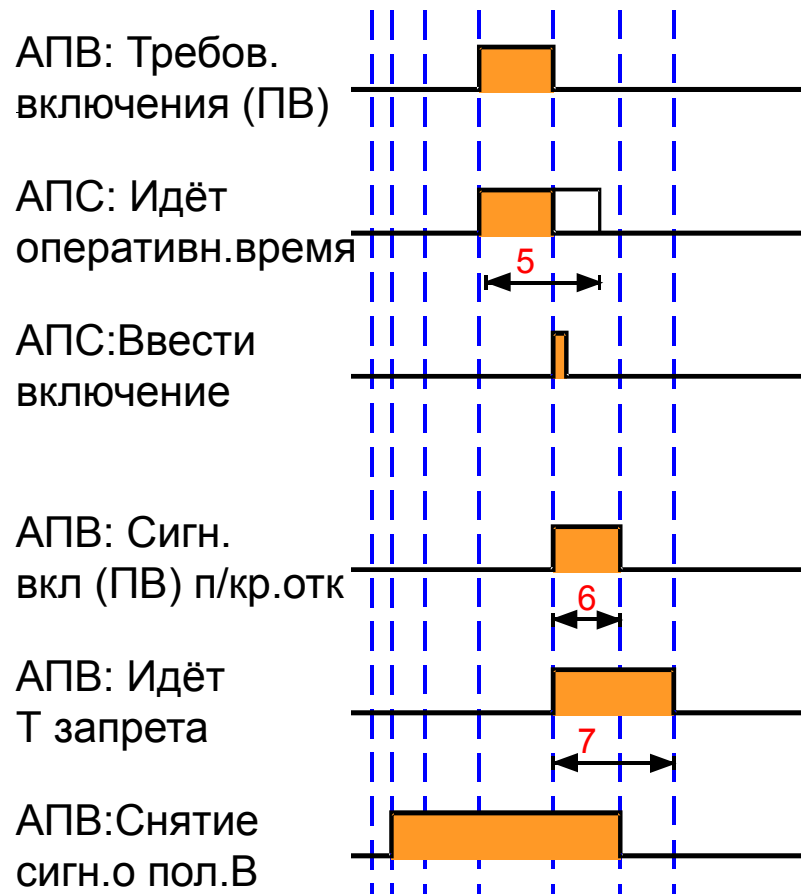 АПВ: Требов.
включения (ПВ)
АПС: Идёт
оперативн.время
5
АПС:Ввести
включение
АПВ: Сигн.
вкл (ПВ) п/кр.отк
6
АПВ: Идёт
Т запрета
7
АПВ:Снятие
сигн.о пол.В